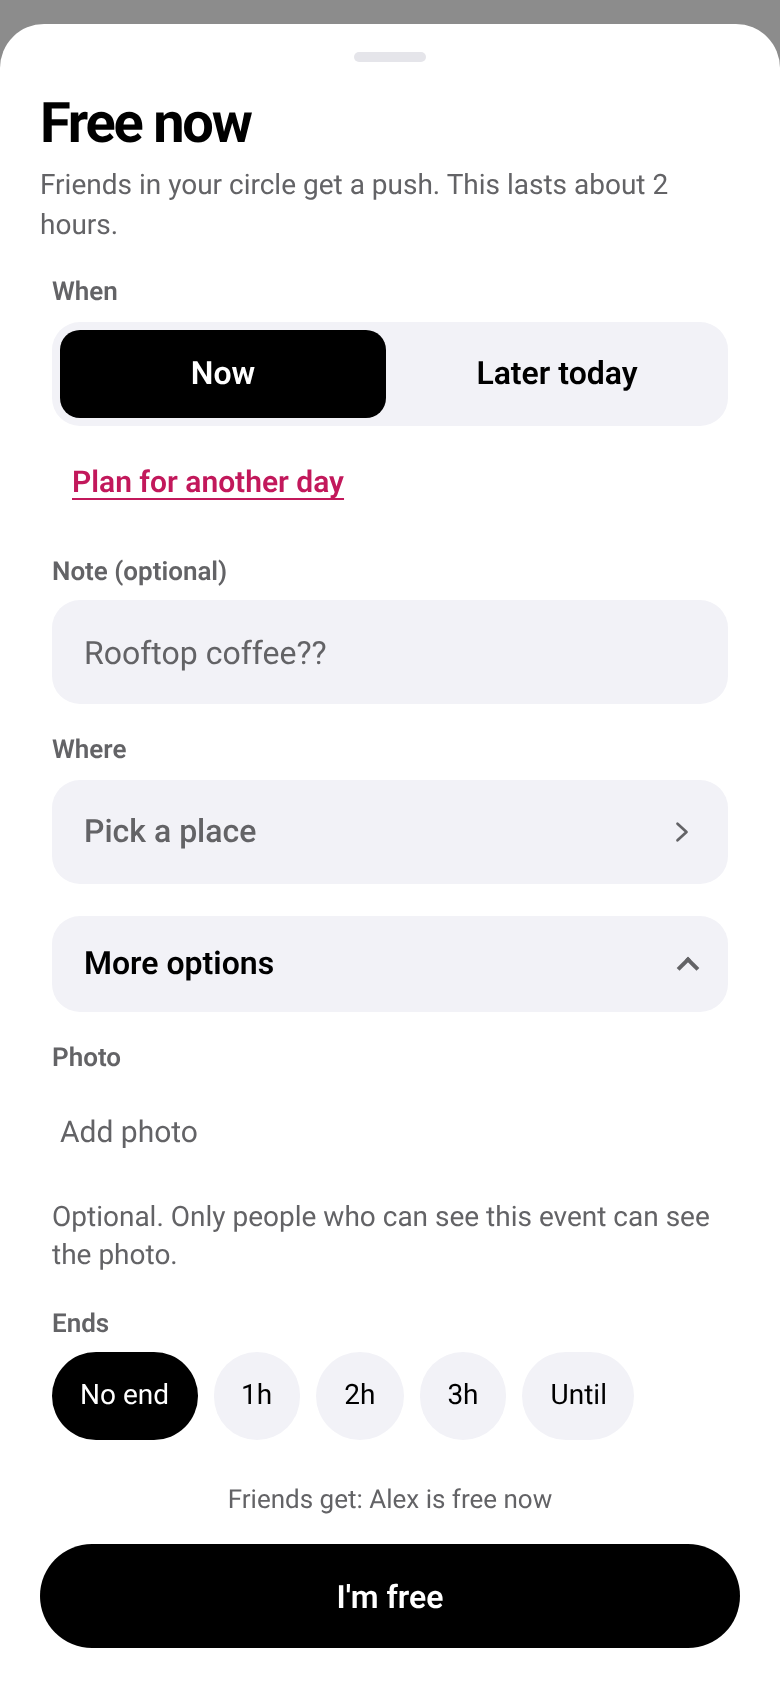 Free now
Friends in your circle get a push. This lasts about 2
hours.
When
Now
Later today
Plan for another day
Note (optional)
Rooftop coffee??
Where
Pick a place
More options
Photo
Add photo
Optional. Only people who can see this event can see
the photo.
Ends
No end
1h
2h
3h
Until
Friends get: Alex is free now
I'm free